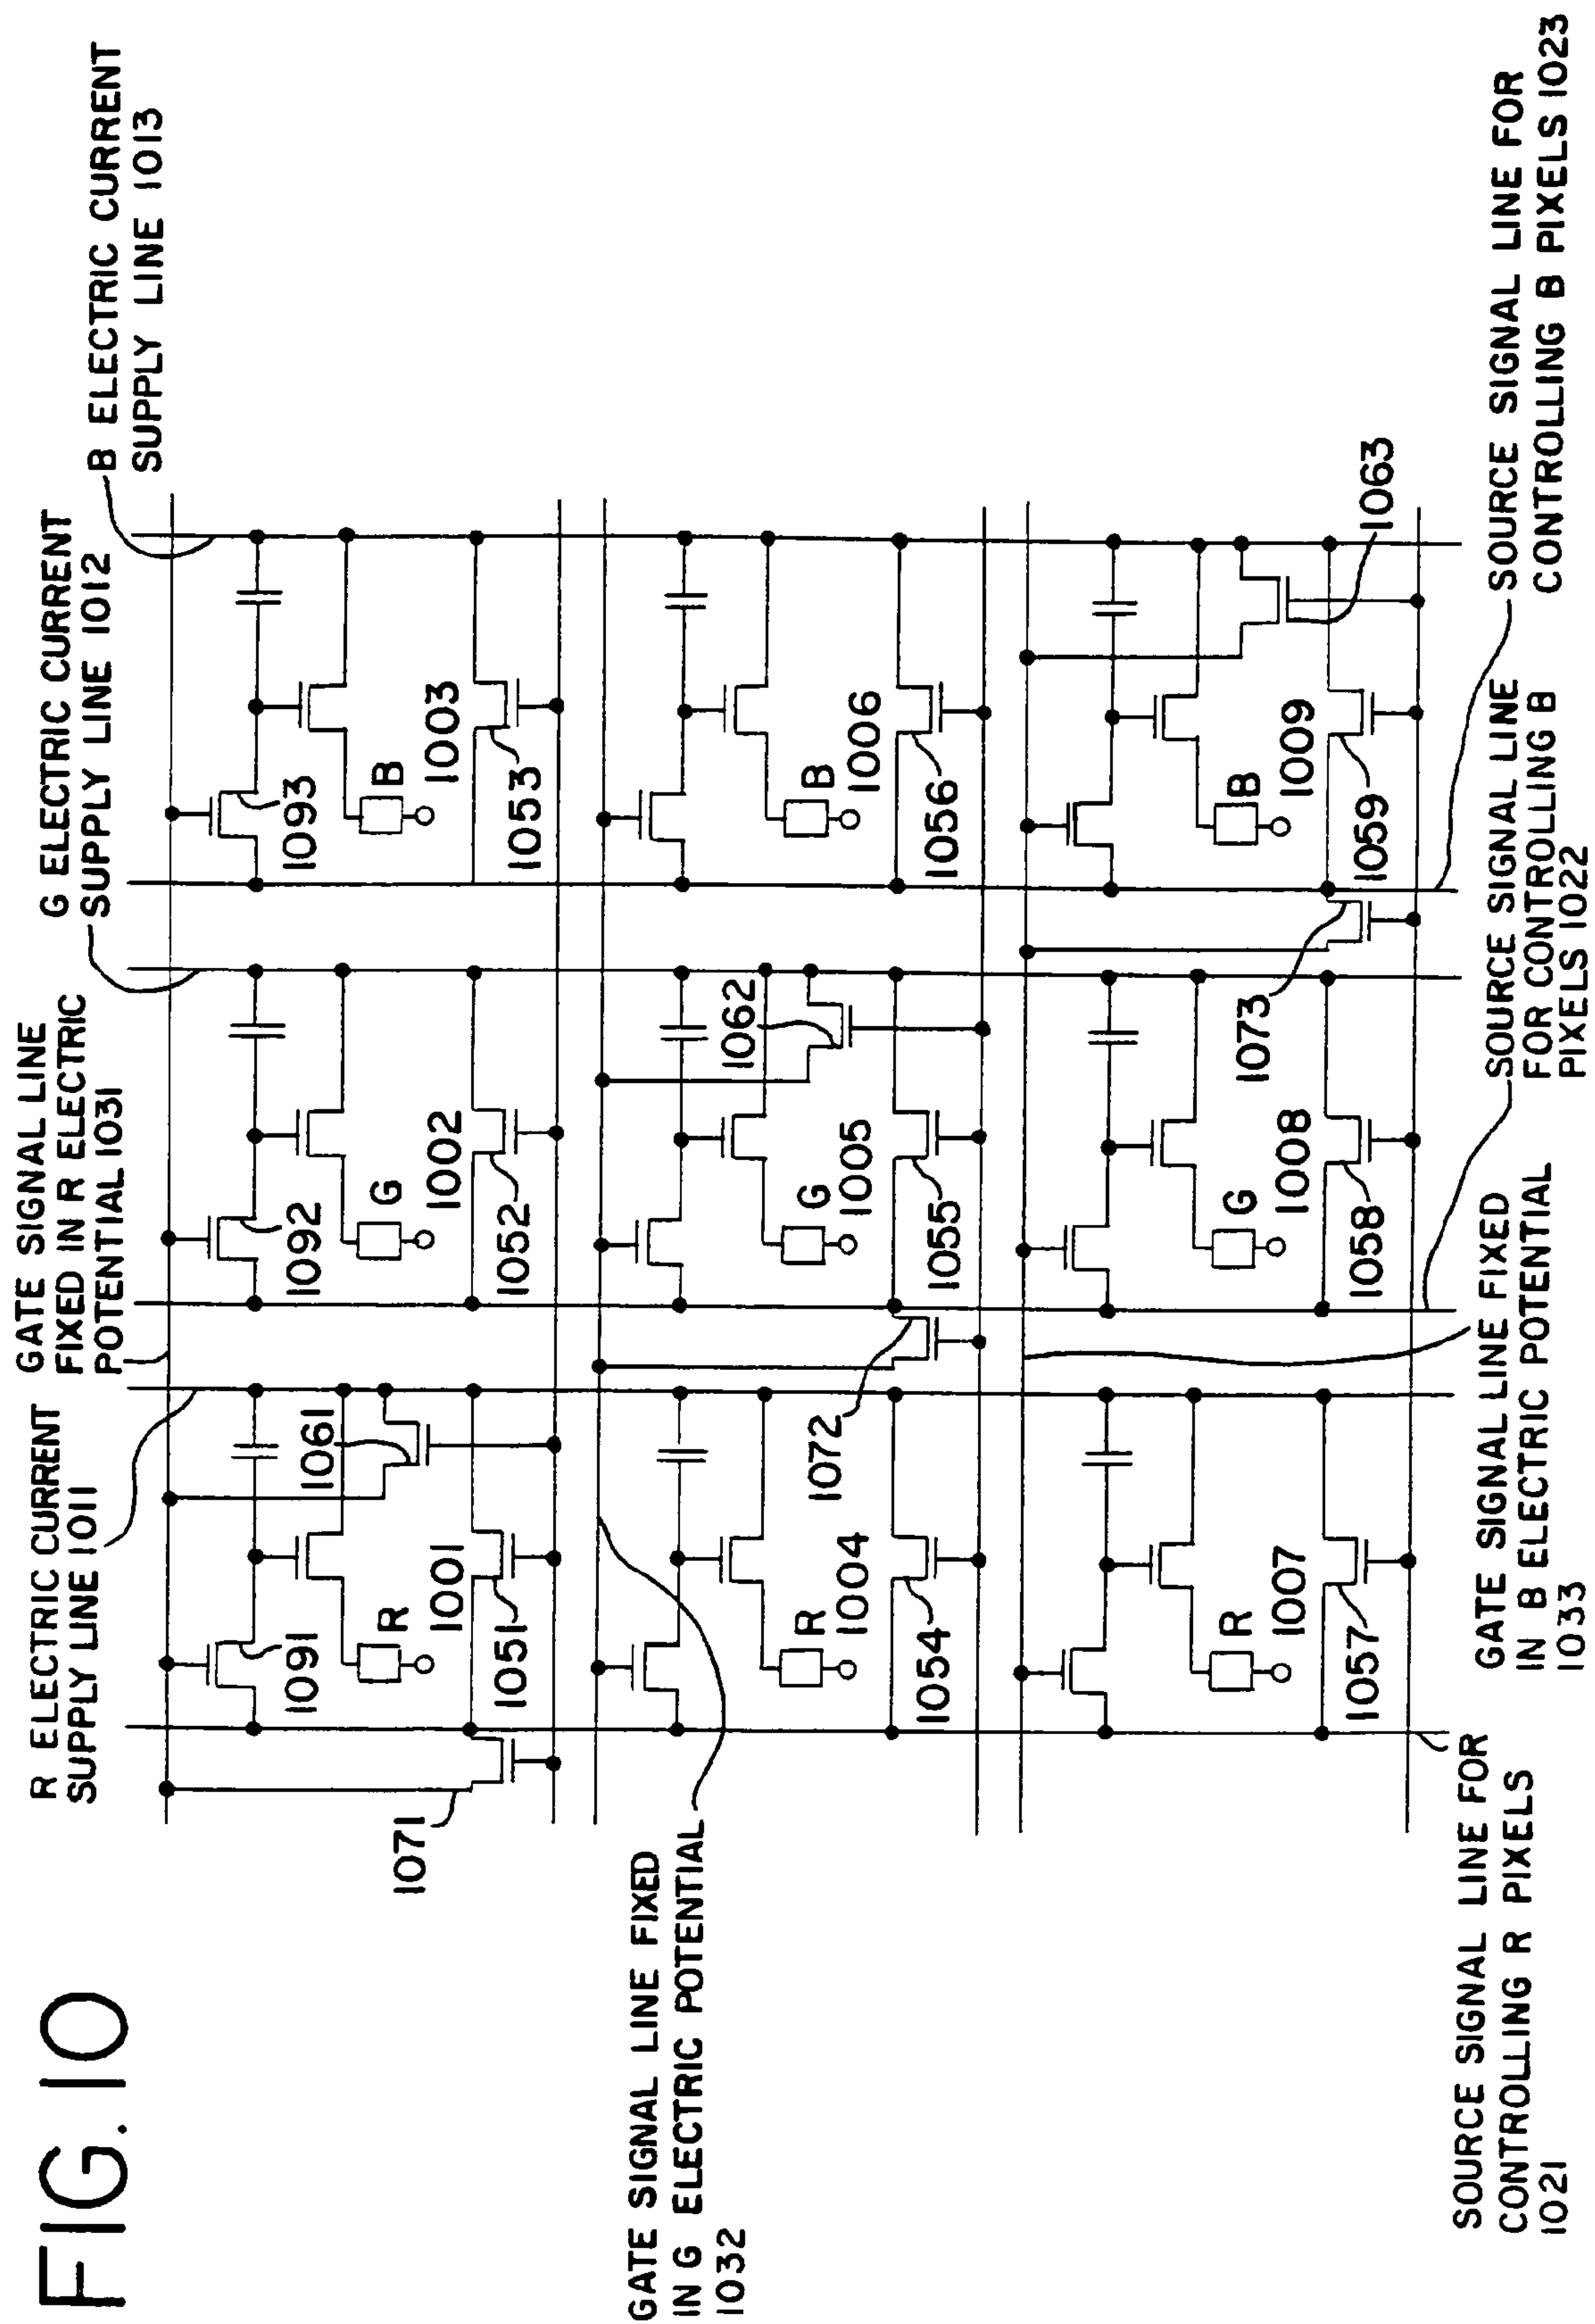 FIG. 10
R ELECTRIC CURRENT
SUPPLY LINE 1011
GATE SIGNAL LINE
FIXED IN R ELECTRIC
POTENTIAL 1031
G ELECTRIC CURRENT
SUPPLY LINE 1012
B ELECTRIC CURRENT
SUPPLY LINE 1013
1091
1061
1092
1093
R
1001
G
1002
B
1003
1071
1051
1052
1053
GATE SIGNAL LINE FIXED
IN G ELECTRIC POTENTIAL
1032
1062
R
1004
G
1005
B
1006
1054
1072
1055
1056
R
1007
G
1008
B
1009
1057
1058
1073
1059
1063
SOURCE SIGNAL LINE FOR
CONTROLLING R PIXELS
1021
GATE SIGNAL LINE FIXED
IN B ELECTRIC POTENTIAL
1033
SOURCE SIGNAL LINE
FOR CONTROLLING B
PIXELS 1022
SOURCE SIGNAL LINE FOR
CONTROLLING B PIXELS 1023